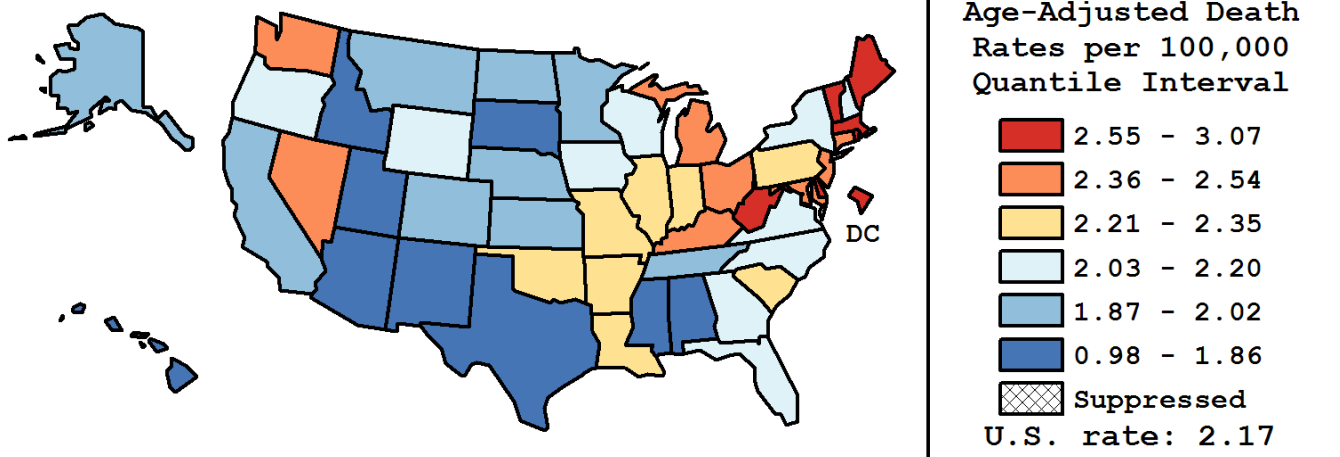 Age-Adjusted Death
Rates per 100,000
Quantile Interval
2.55 - 3.07
2.36 - 2.54
2.21 - 2.35
2.03 - 2.20
1.87 - 2.02
0.98 - 1.86
Suppressed
U.S. rate: 2.17
DC